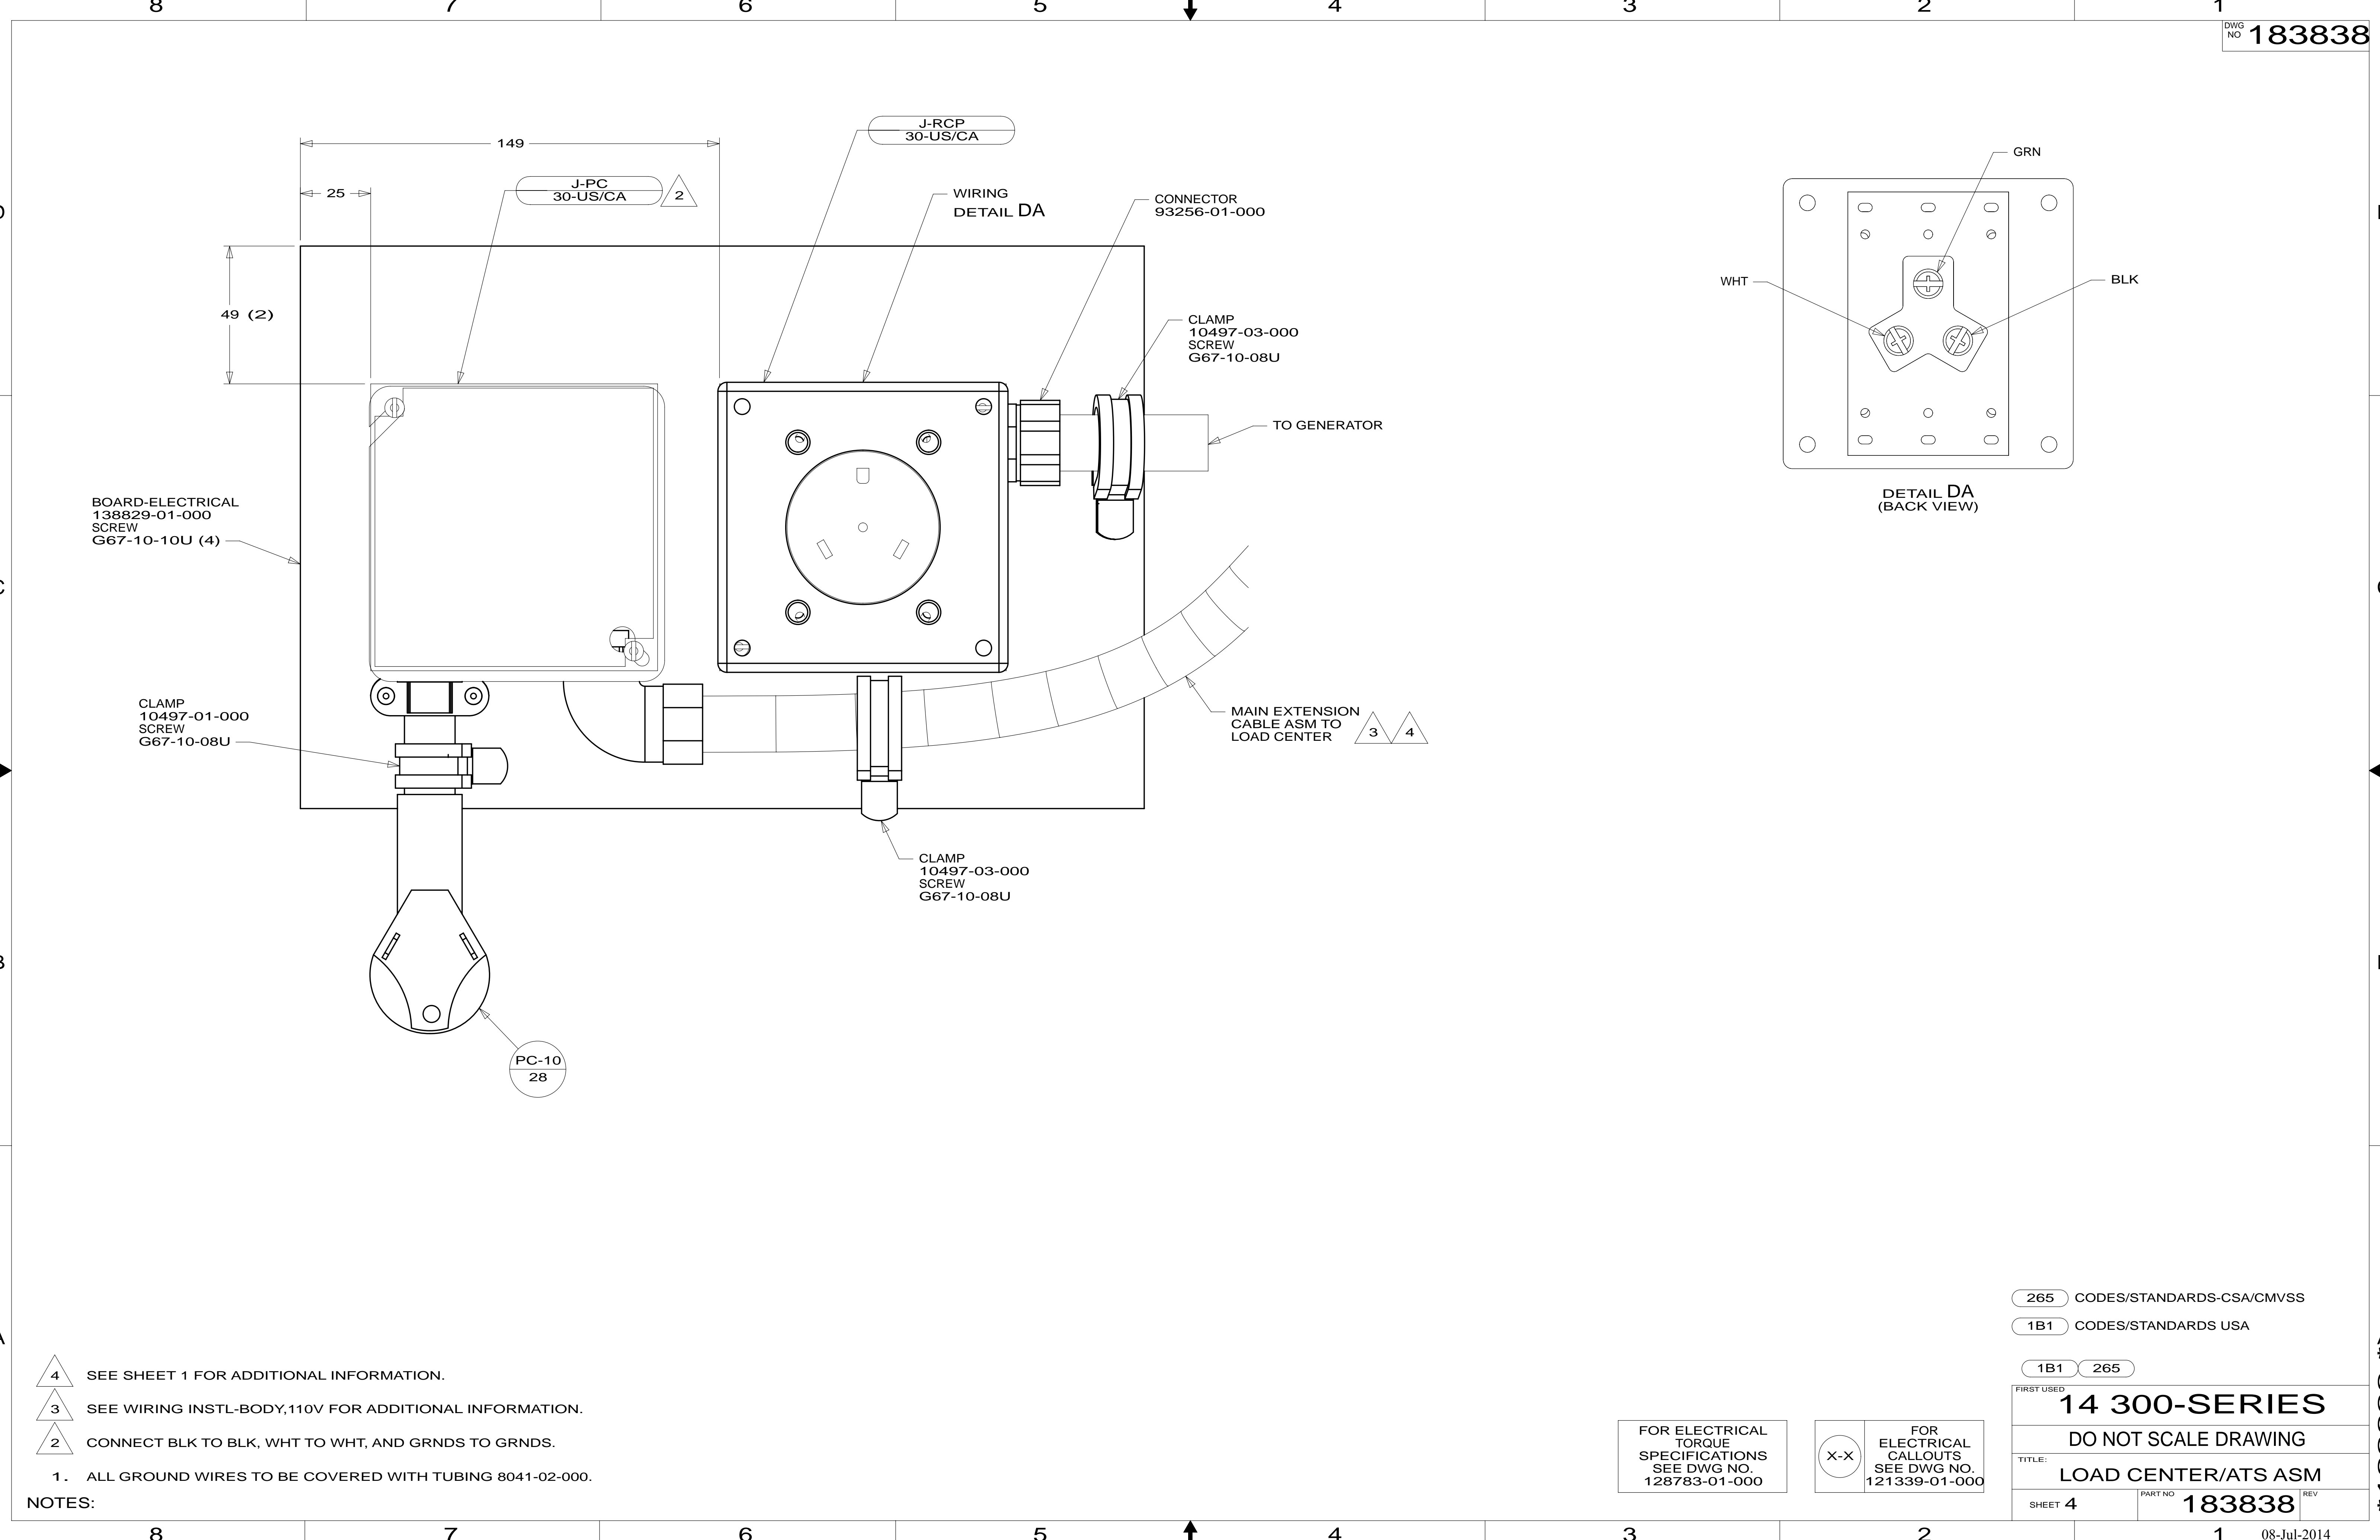 8 7 6 5 4 3 2 1
DWG
NO 183838
J-RCP
30-US/CA
149
25
J-PC
30-US/CA
2
WIRING
DETAIL DA
CONNECTOR
93256-01-000
GRN
WHT
BLK
49 (2)
CLAMP
10497-03-000
SCREW
G67-10-08U
TO GENERATOR
DETAIL DA
(BACK VIEW)
BOARD-ELECTRICAL
138829-01-000
SCREW
G67-10-10U (4)
CLAMP
10497-01-000
SCREW
G67-10-08U
MAIN EXTENSION
CABLE ASM TO
LOAD CENTER
3 4
CLAMP
10497-03-000
SCREW
G67-10-08U
PC-10
28
265 CODES/STANDARDS-CSA/CMVSS
1B1 CODES/STANDARDS USA
1B1 265
4 SEE SHEET 1 FOR ADDITIONAL INFORMATION.
3 SEE WIRING INSTL-BODY,110V FOR ADDITIONAL INFORMATION.
2 CONNECT BLK TO BLK, WHT TO WHT, AND GRNDS TO GRNDS.
1. ALL GROUND WIRES TO BE COVERED WITH TUBING 8041-02-000.
NOTES:
FOR ELECTRICAL
TORQUE
SPECIFICATIONS
SEE DWG NO.
128783-01-000
X-X
FOR
ELECTRICAL
CALLOUTS
SEE DWG NO.
121339-01-000
FIRST USED
14 300-SERIES
DO NOT SCALE DRAWING
TITLE:
LOAD CENTER/ATS ASM
SHEET 4
PART NO 183838
REV
8 7 6 5 4 3 2 1
08-Jul-2014